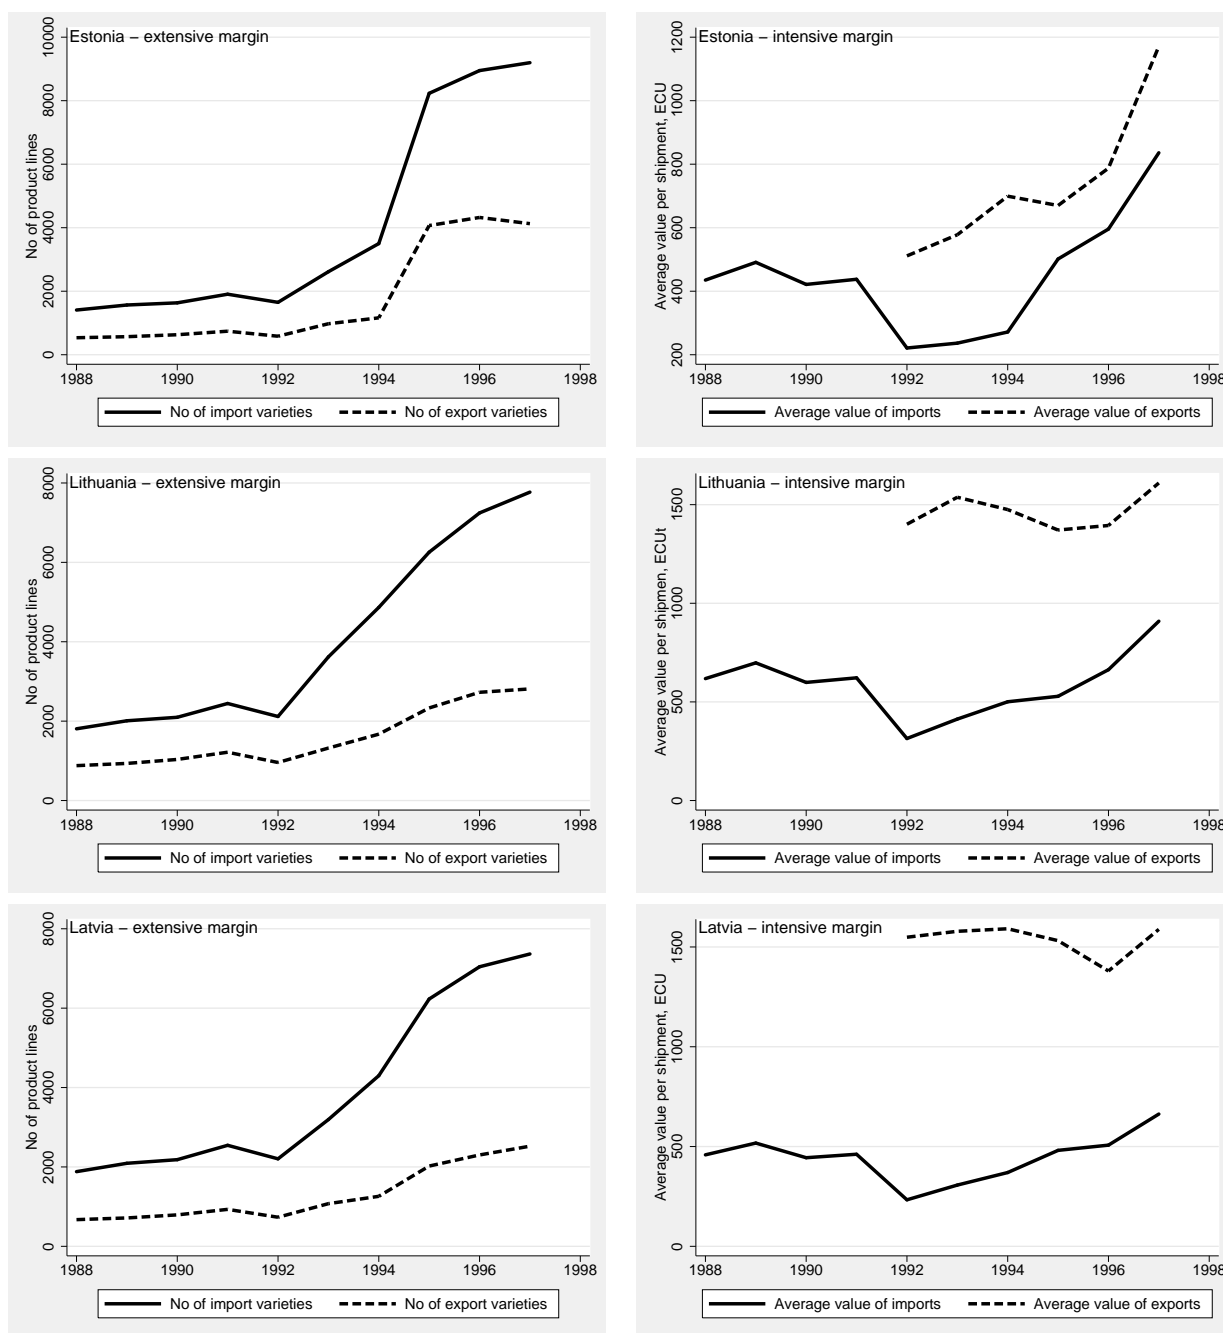 Estonia – extensive margin
No of product lines
10000
8000
6000
4000
2000
0
1988 1990 1992 1994 1996 1998
No of import varieties No of export varieties
Estonia – intensive margin
Average value per shipment, ECU
1200
1000
800
600
400
200
1988 1990 1992 1994 1996 1998
Average value of imports Average value of exports
Lithuania – extensive margin
No of product lines
8000
6000
4000
2000
0
1988 1990 1992 1994 1996 1998
No of import varieties No of export varieties
Lithuania – intensive margin
Average value per shipmen, ECUt
1500
1000
500
0
1988 1990 1992 1994 1996 1998
Average value of imports Average value of exports
Latvia – extensive margin
No of product lines
8000
6000
4000
2000
0
1988 1990 1992 1994 1996 1998
No of import varieties No of export varieties
Latvia – intensive margin
Average value per shipment, ECU
1500
1000
500
0
1988 1990 1992 1994 1996 1998
Average value of imports Average value of exports